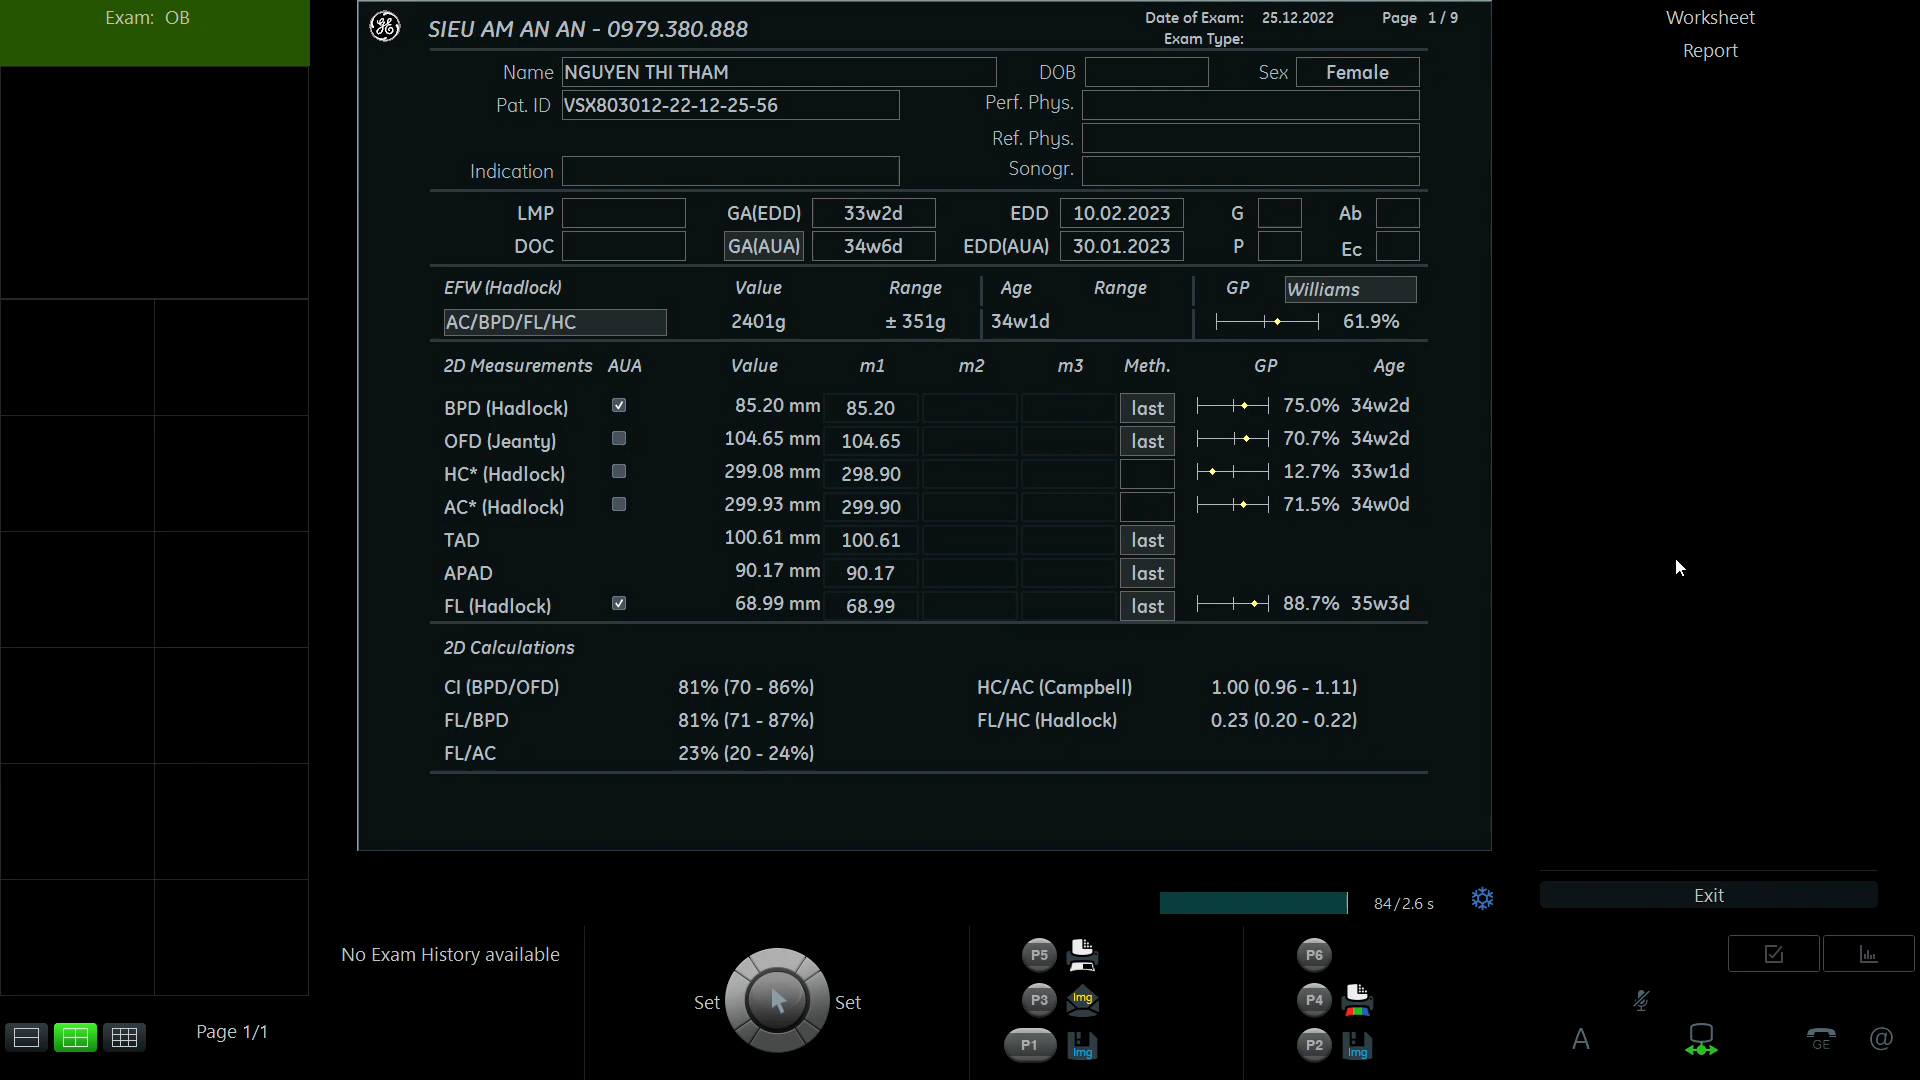 Exam: OB
SIEU AM AN AN - 0979.380.888
Date of Exam: 25.12.2022 Page 1 / 9
Exam Type:
Name NGUYEN THI THAM DOB Sex Female
Pat. ID VSX803012-22-12-25-56 Perf. Phys.
Ref. Phys.
Indication Sonogr.
LMP GA(EDD) 33w2d EDD 10.02.2023 G Ab
DOC GA(AUA) 34w6d EDD(AUA) 30.01.2023 P Ec
EFW (Hadlock) Value Range Age Range GP Williams
AC/BPD/FL/HC 2401g ± 351g 34w1d 61.9%
2D Measurements AUA Value m1 m2 m3 Meth. GP Age
BPD (Hadlock) 85.20 mm 85.20 last 75.0% 34w2d
OFD (Jeanty) 104.65 mm 104.65 last 70.7% 34w2d
HC* (Hadlock) 299.08 mm 298.90 12.7% 33w1d
AC* (Hadlock) 299.93 mm 299.90 71.5% 34w0d
TAD 100.61 mm 100.61 last
APAD 90.17 mm 90.17 last
FL (Hadlock) 68.99 mm 68.99 last 88.7% 35w3d
2D Calculations
CI (BPD/OFD) 81% (70 - 86%) HC/AC (Campbell) 1.00 (0.96 - 1.11)
FL/BPD 81% (71 - 87%) FL/HC (Hadlock) 0.23 (0.20 - 0.22)
FL/AC 23% (20 - 24%)
Worksheet
Report
84/2.6 s
Exit
No Exam History available
Set Set
P5
P3 Img
P1 Img
P6
P4
P2 Img
Page 1/1
A GE @